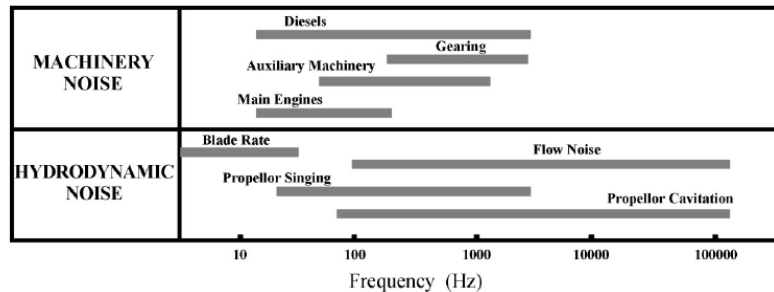 Diesels
Gearing
MACHINERY
NOISE
Auxiliary Machinery
Main Engines
Blade Rate
Flow Noise
HYDRODYNAMIC
NOISE
Propellor Singing
Propellor Cavitation
10 100 1000 10000 100000
Frequency (Hz)